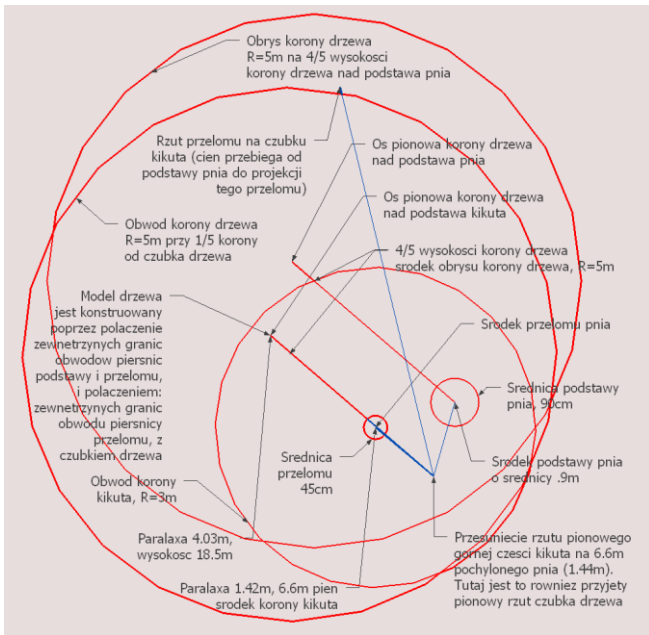 Obrys korony drzewa
R=5m na 4/5 wysokosci
korony drzewa nad podstawa pnia
Rzut przelomu na czubku
kikuta (cien przebiega od
podstawy pnia do projekcji
tego przelomu)
Os pionowa korony drzewa
nad podstawa pnia
Os pionowa korony drzewa
nad podstawa kikuta
Obwod korony drzewa
R=5m przy 1/5 korony
od czubka drzewa
4/5 wysokosci korony drzewa
srodek obrysu korony drzewa, R=5m
Model drzewa
jest konstruowany
poprzez polaczenie
zewnetrzynych granic
obwodow piersnic
podstawy i przelomu,
i polaczeniem:
zewnetrzynych granic
obwodu piersnicy
przelomu, z
czubkiem drzewa
Srodek przelomu pnia
Srednica podstawy
pnia, 90cm
Srednica
przelomu
45cm
Srodek podstawy pnia
o srednicy .9m
Obwod korony
kikuta, R=3m
Paralaxa 4.03m,
wysokosc 18.5m
Paralaxa 1.42m, 6.6m pien
srodek korony kikuta
Przesuniecie rzutu pionowego
gornej czesci kikuta na 6.6m
pochylonego pnia (1.44m).
Tutaj jest to rowniez przyjety
pionowy rzut czubka drzewa